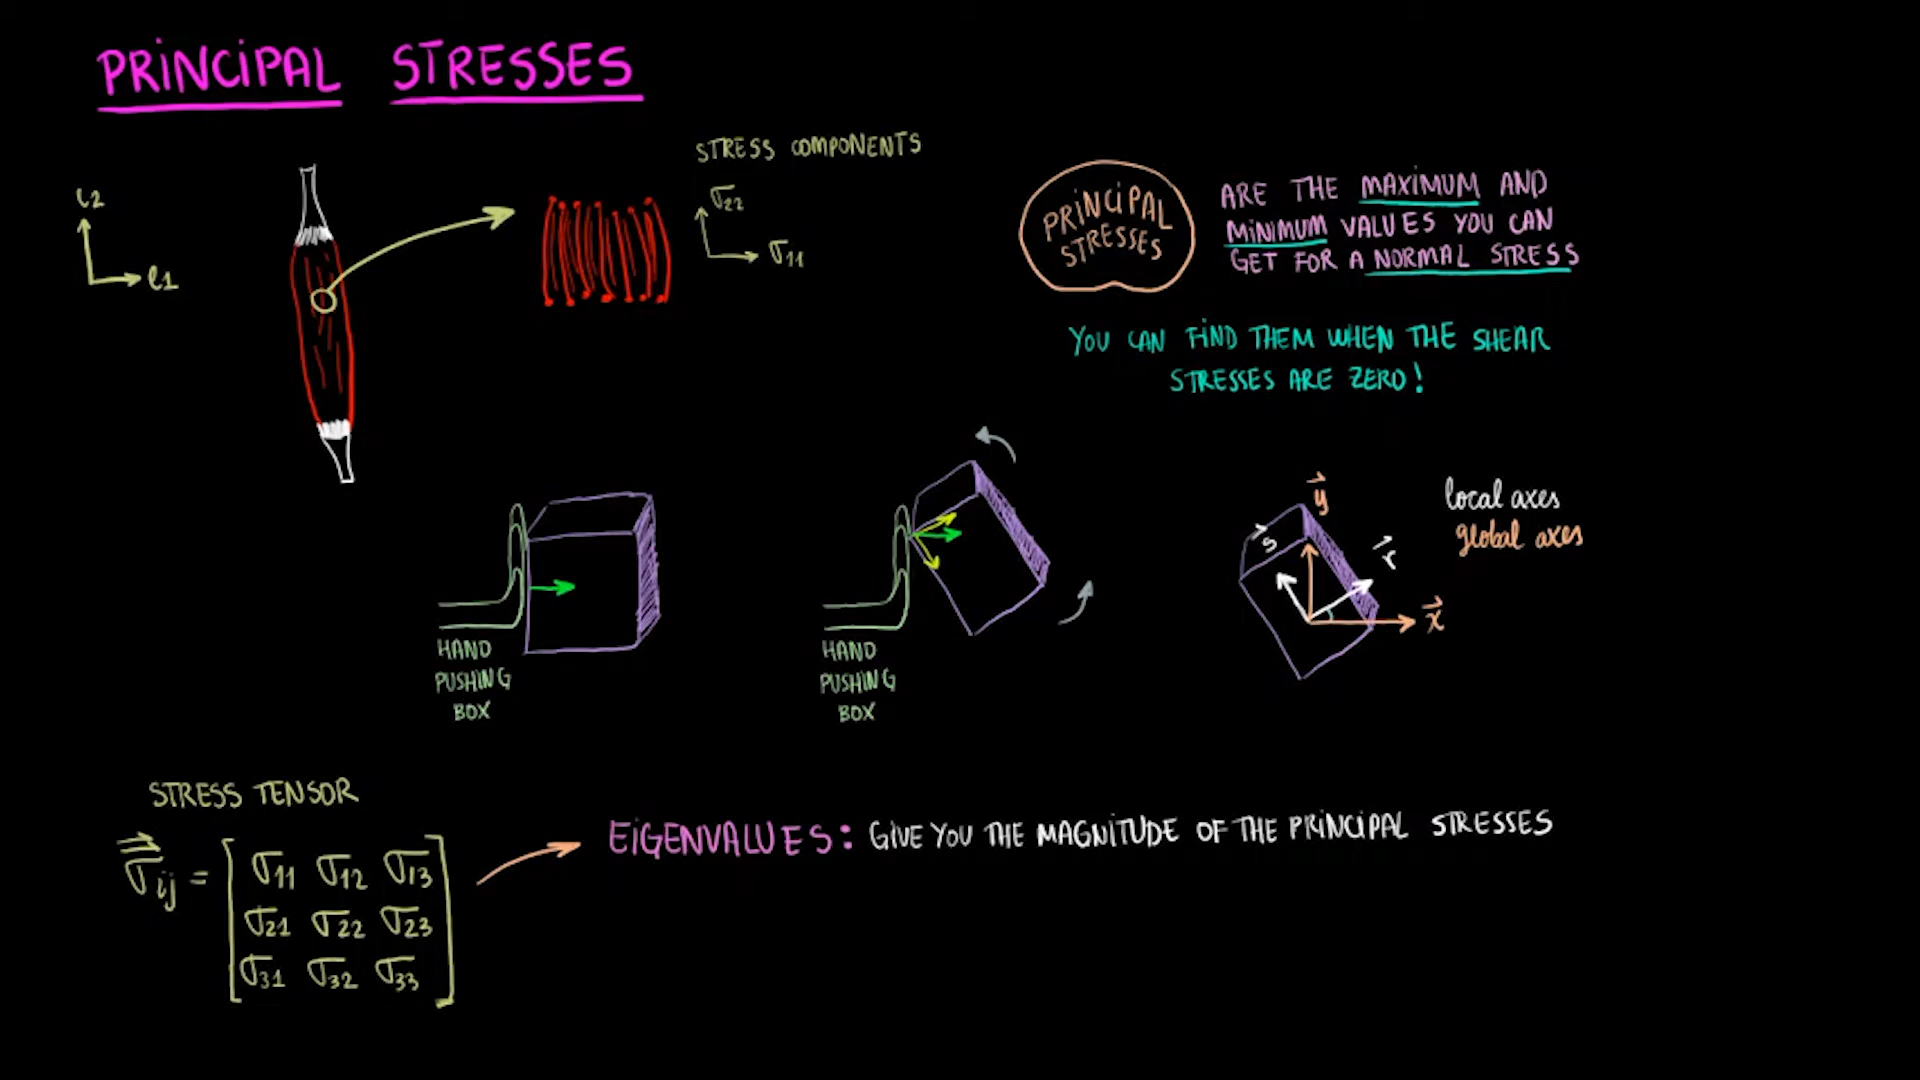 PRINCIPAL STRESSES
STRESS COMPONENTS
e2
e1
σ22
σ11
PRINCIPAL
STRESSES
ARE THE MAXIMUM AND
MINIMUM VALUES YOU CAN
GET FOR A NORMAL STRESS
YOU CAN FIND THEM WHEN THE SHEAR
STRESSES ARE ZERO!
HAND
PUSHING
BOX
HAND
PUSHING
BOX
y
s
r
x
local axes
global axes
STRESS TENSOR
σij = [σ11 σ12 σ13
σ21 σ22 σ23
σ31 σ32 σ33]
EIGENVALUES: GIVE YOU THE MAGNITUDE OF THE PRINCIPAL STRESSES